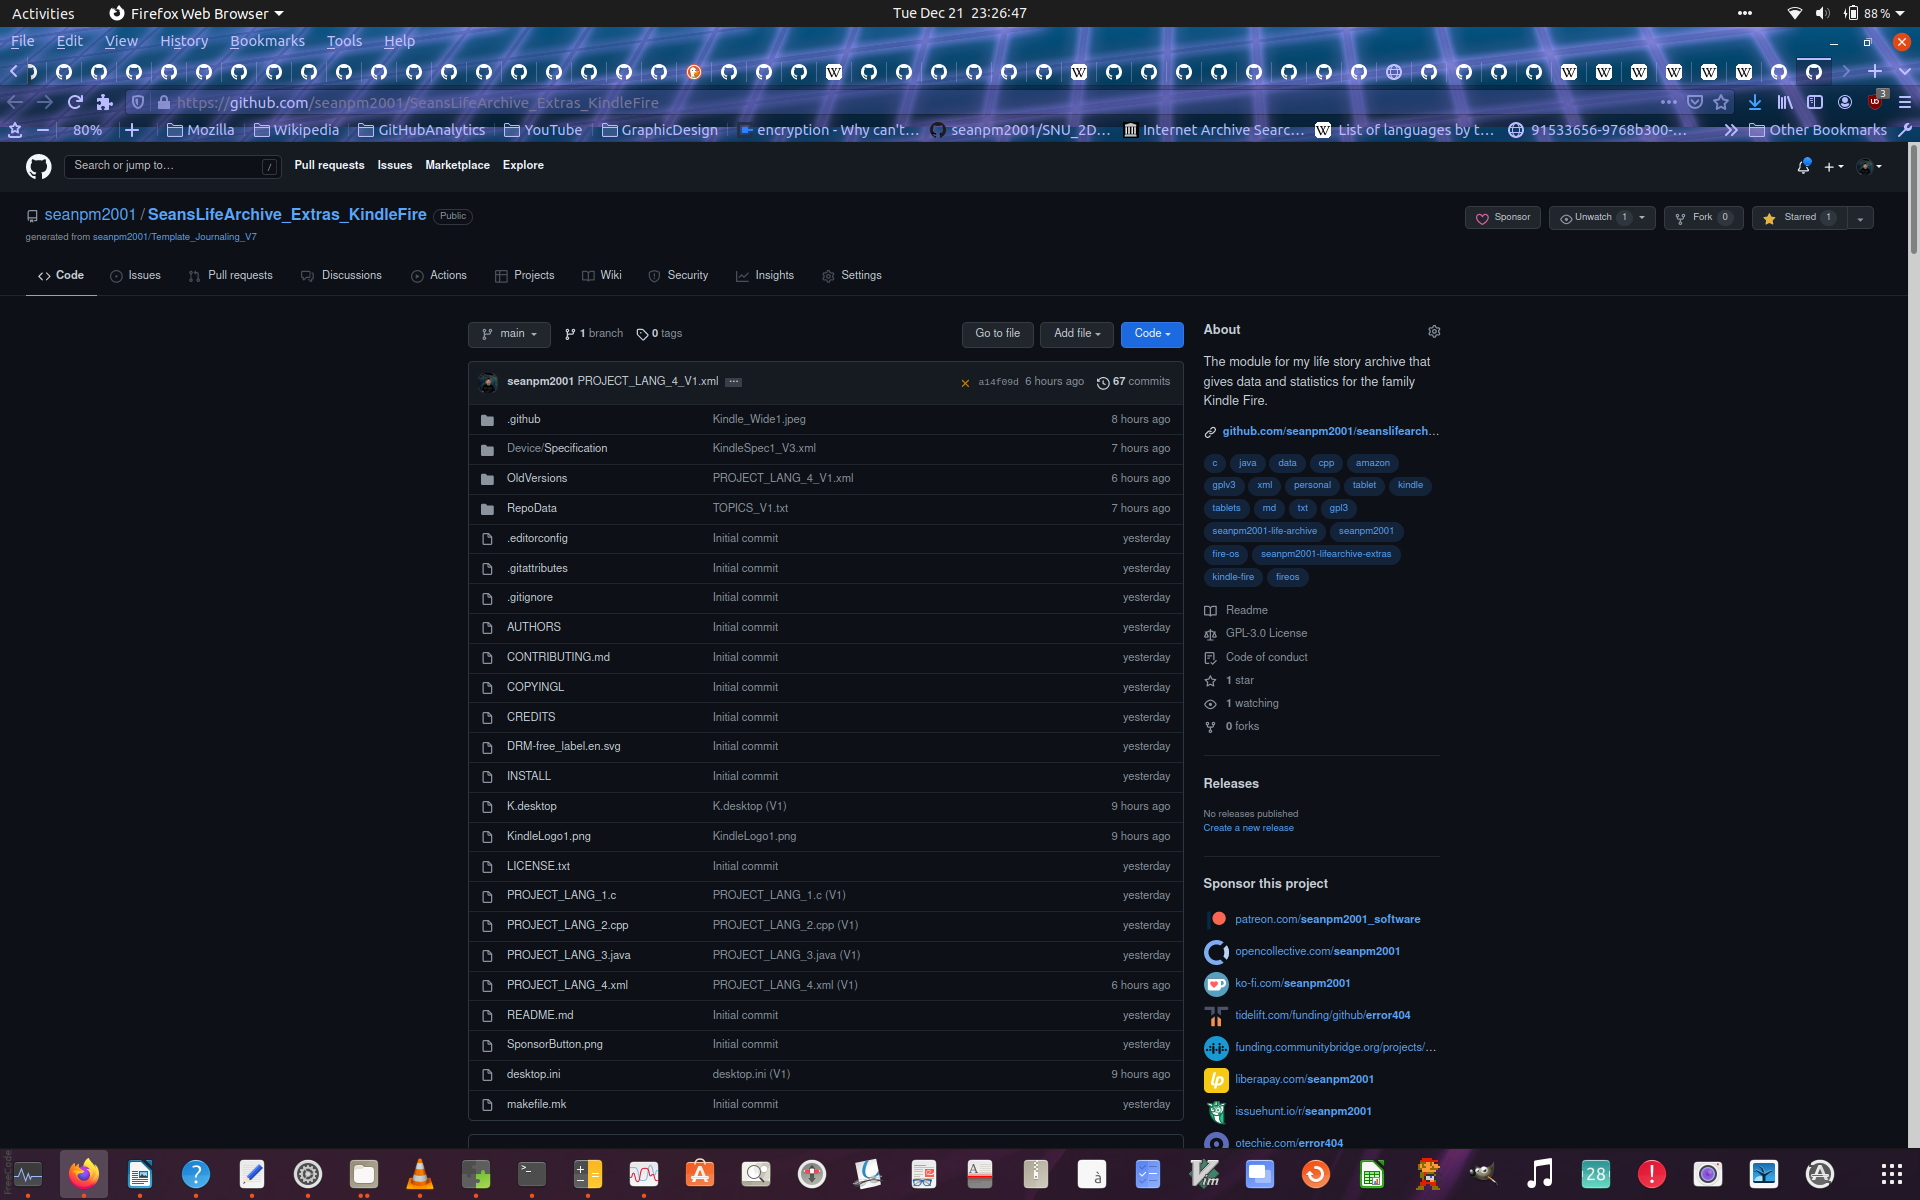 Activities Firefox Web Browser Tue Dec 21 23:26:47 88 %
File Edit View History Bookmarks Tools Help
https://github.com/seanpm2001/SeansLifeArchive_Extras_KindleFire 3
80% Mozilla Wikipedia GitHubAnalytics YouTube GraphicDesign encryption - Why can't… seanpm2001/SNU_2D… Internet Archive Searc… List of languages by t… 91533656-9768b300-… Other Bookmarks
Search or jump to… / Pull requests Issues Marketplace Explore
seanpm2001 / SeansLifeArchive_Extras_KindleFire Public Sponsor Unwatch 1 Fork 0 Starred 1
generated from seanpm2001/Template_Journaling_V7
Code Issues Pull requests Discussions Actions Projects Wiki Security Insights Settings
main 1 branch 0 tags Go to file Add file Code
seanpm2001 PROJECT_LANG_4_V1.xml a14f09d 6 hours ago 67 commits
.github Kindle_Wide1.jpeg 8 hours ago
Device/Specification KindleSpec1_V3.xml 7 hours ago
OldVersions PROJECT_LANG_4_V1.xml 6 hours ago
RepoData TOPICS_V1.txt 7 hours ago
.editorconfig Initial commit yesterday
.gitattributes Initial commit yesterday
.gitignore Initial commit yesterday
AUTHORS Initial commit yesterday
CONTRIBUTING.md Initial commit yesterday
COPYINGL Initial commit yesterday
CREDITS Initial commit yesterday
DRM-free_label.en.svg Initial commit yesterday
INSTALL Initial commit yesterday
K.desktop K.desktop (V1) 9 hours ago
KindleLogo1.png KindleLogo1.png 9 hours ago
LICENSE.txt Initial commit yesterday
PROJECT_LANG_1.c PROJECT_LANG_1.c (V1) yesterday
PROJECT_LANG_2.cpp PROJECT_LANG_2.cpp (V1) yesterday
PROJECT_LANG_3.java PROJECT_LANG_3.java (V1) yesterday
PROJECT_LANG_4.xml PROJECT_LANG_4.xml (V1) 6 hours ago
README.md Initial commit yesterday
SponsorButton.png Initial commit yesterday
desktop.ini desktop.ini (V1) 9 hours ago
makefile.mk Initial commit yesterday
About
The module for my life story archive that
gives data and statistics for the family
Kindle Fire.
github.com/seanpm2001/seanslifearch…
c java data cpp amazon
gplv3 xml personal tablet kindle
tablets md txt gpl3
seanpm2001-life-archive seanpm2001
fire-os seanpm2001-lifearchive-extras
kindle-fire fireos
Readme
GPL-3.0 License
Code of conduct
1 star
1 watching
0 forks
Releases
No releases published
Create a new release
Sponsor this project
patreon.com/seanpm2001_software
opencollective.com/seanpm2001
ko-fi.com/seanpm2001
tidelift.com/funding/github/error404
funding.communitybridge.org/projects/…
liberapay.com/seanpm2001
issuehunt.io/r/seanpm2001
otechie.com/error404
FreeCode
28